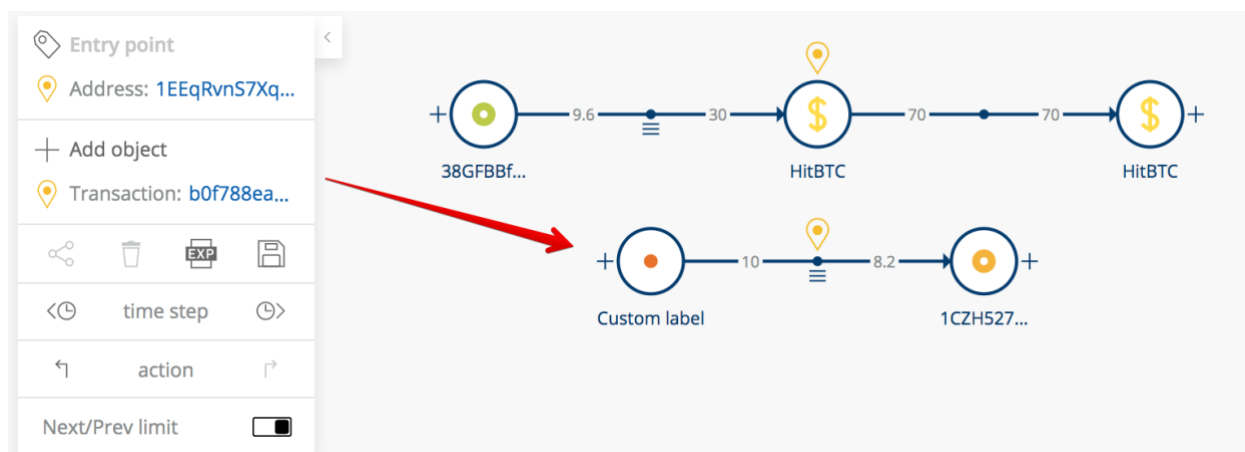 Entry point
Address: 1EEqRvnS7Xq...
Add object
Transaction: b0f788ea...
EXP
time step
action
Next/Prev limit
9.6
30
70
70
38GFBBf...
HitBTC
HitBTC
10
8.2
Custom label
1CZH527...